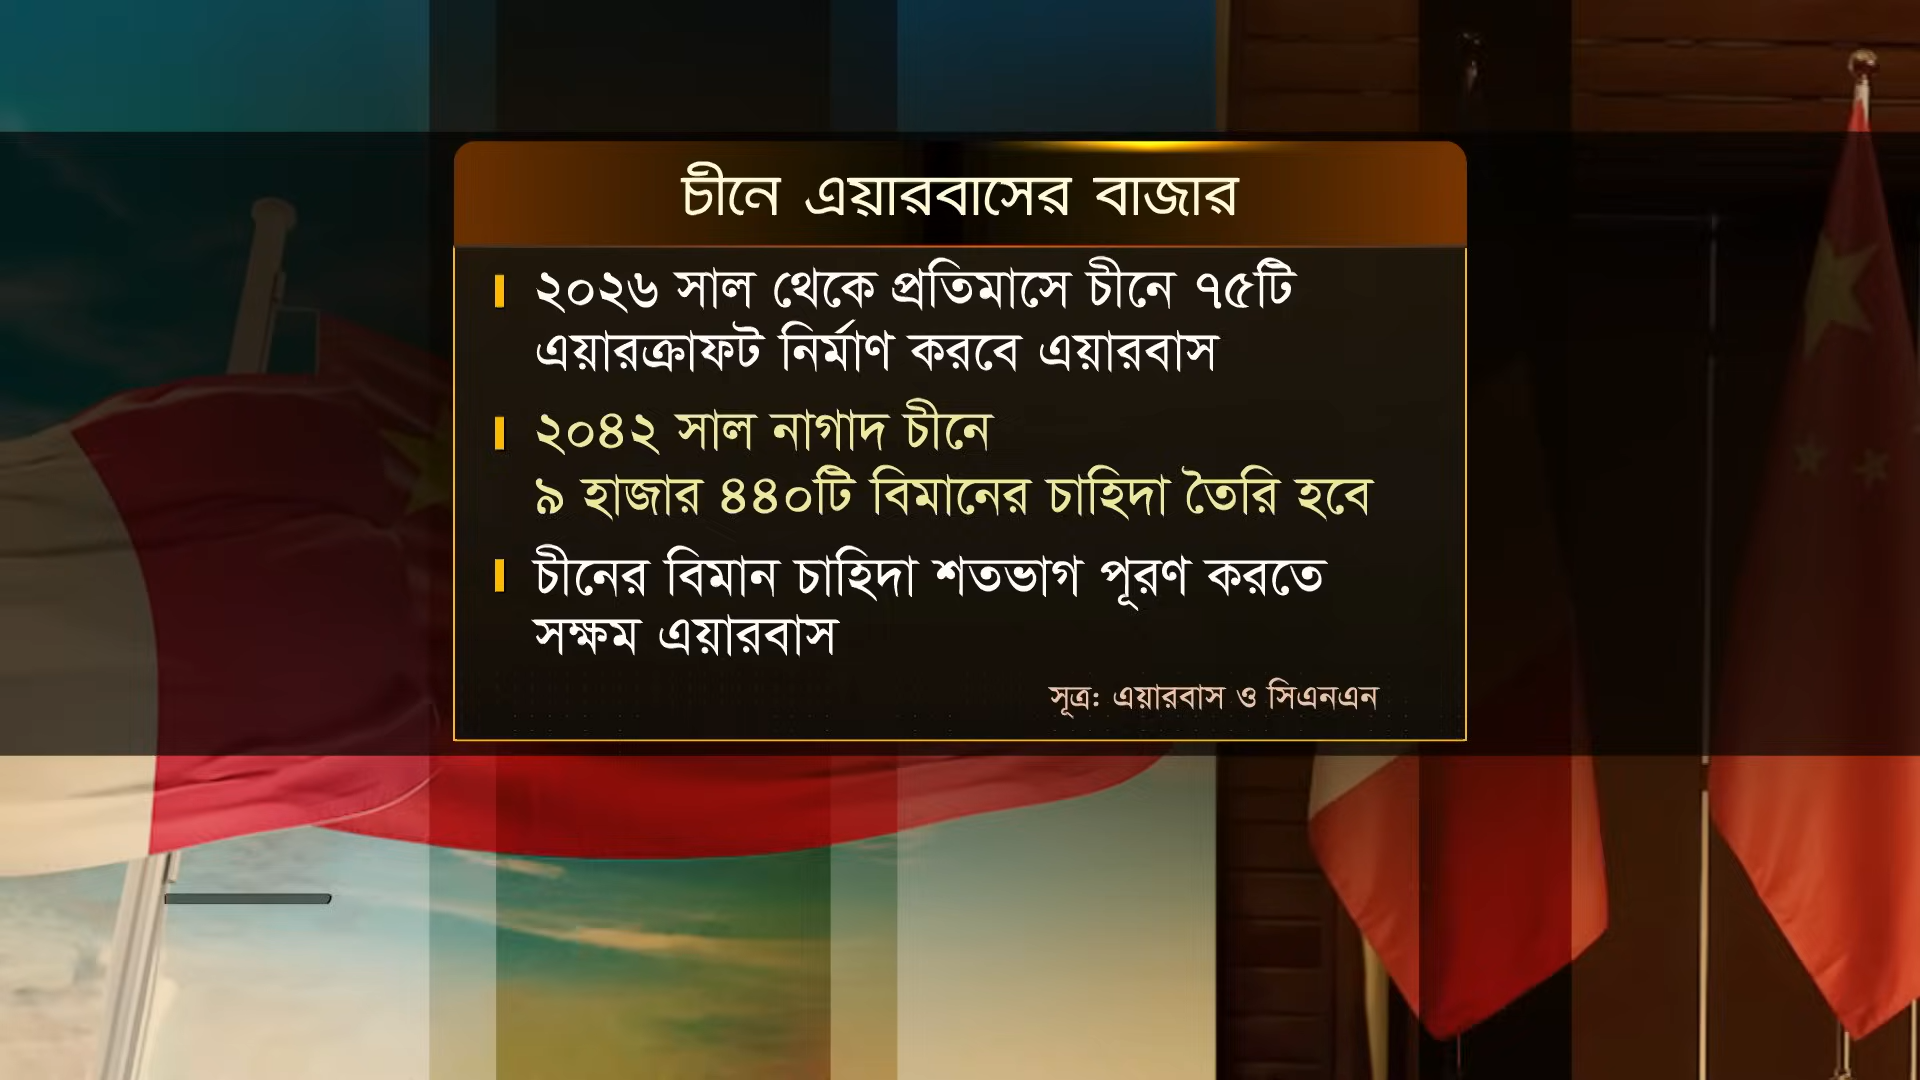 চীনে এয়ারবাসের বাজার
২০২৬ সাল থেকে প্রতিমাসে চীনে ৭৫টি
এয়ারক্রাফট নির্মাণ করবে এয়ারবাস
২০৪২ সাল নাগাদ চীনে
৯ হাজার ৪৪০টি বিমানের চাহিদা তৈরি হবে
চীনের বিমান চাহিদা শতভাগ পূরণ করতে
সক্ষম এয়ারবাস
সূত্র: এয়ারবাস ও সিএনএন